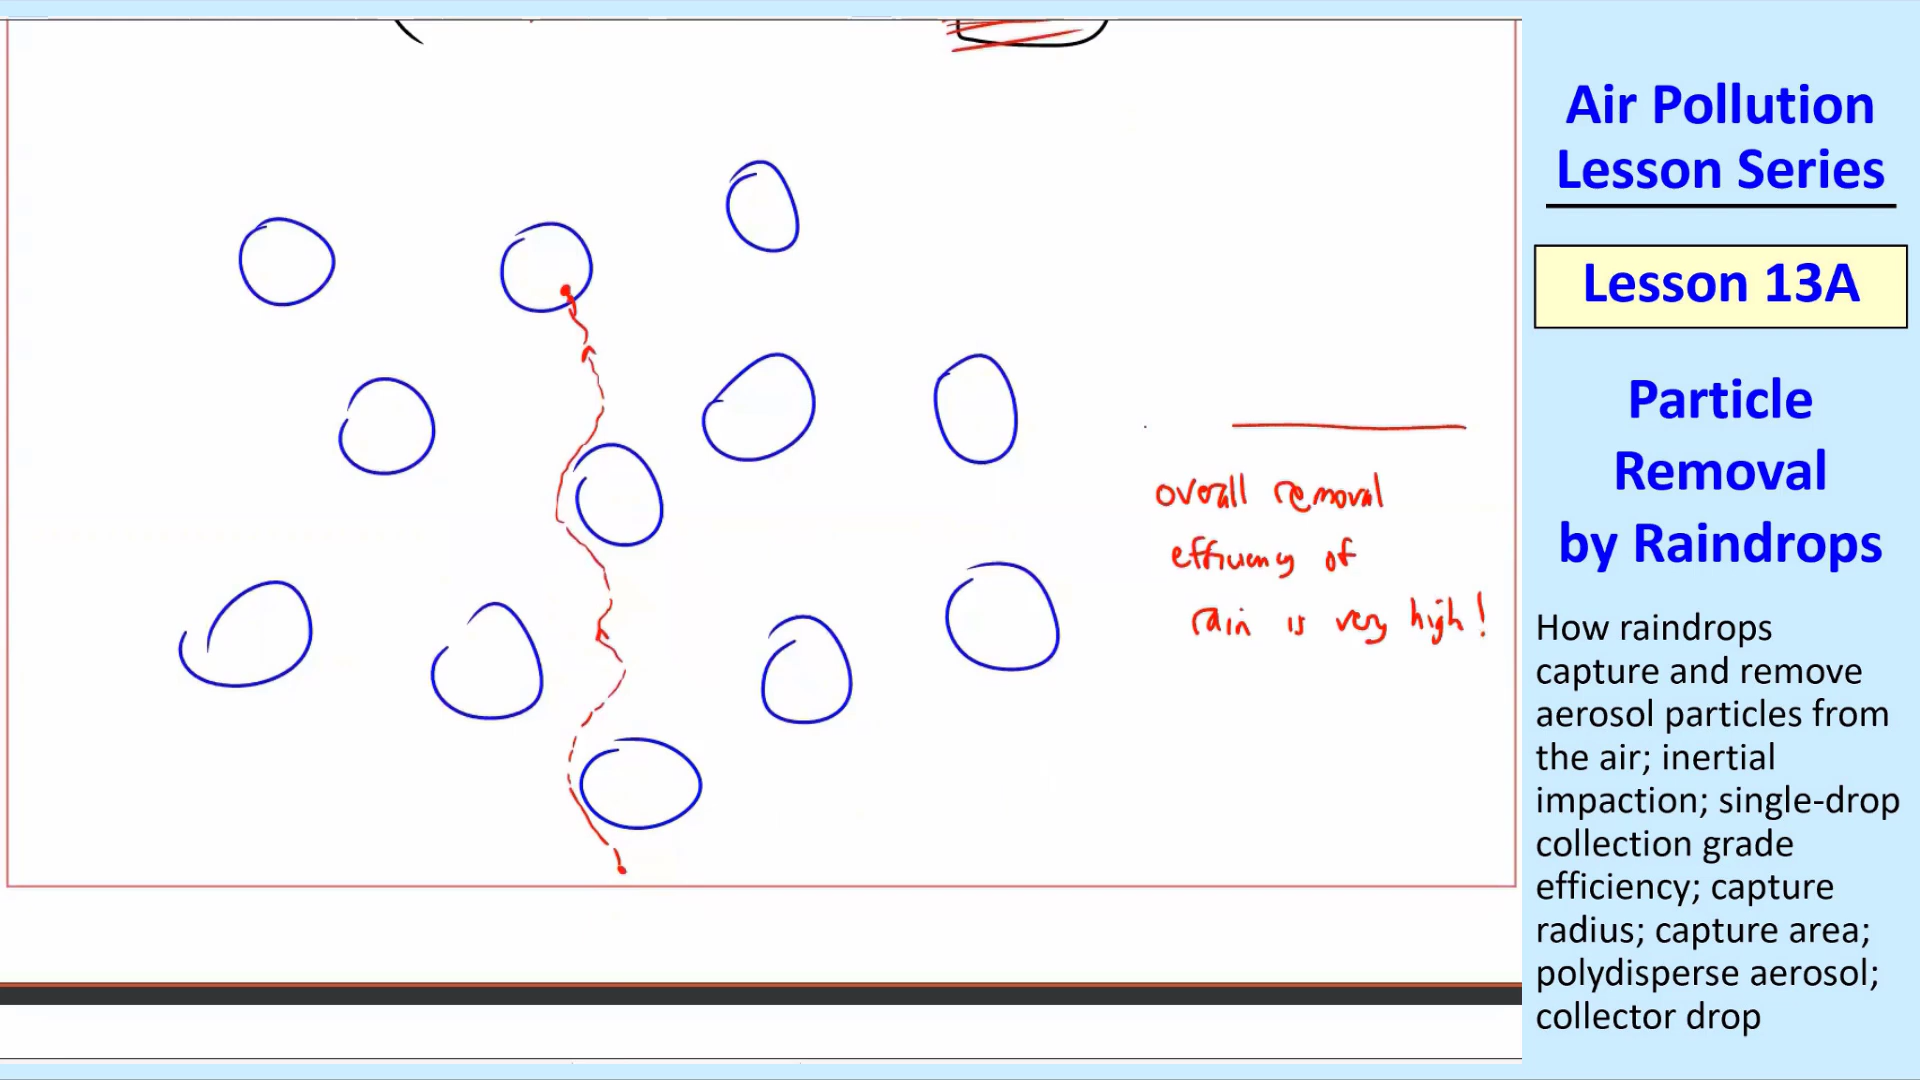 overall removal
efficiency of
rain is very high!
Air Pollution
Lesson Series
Lesson 13A
Particle
Removal
by Raindrops
How raindrops
capture and remove
aerosol particles from
the air; inertial
impaction; single-drop
collection grade
efficiency; capture
radius; capture area;
polydisperse aerosol;
collector drop